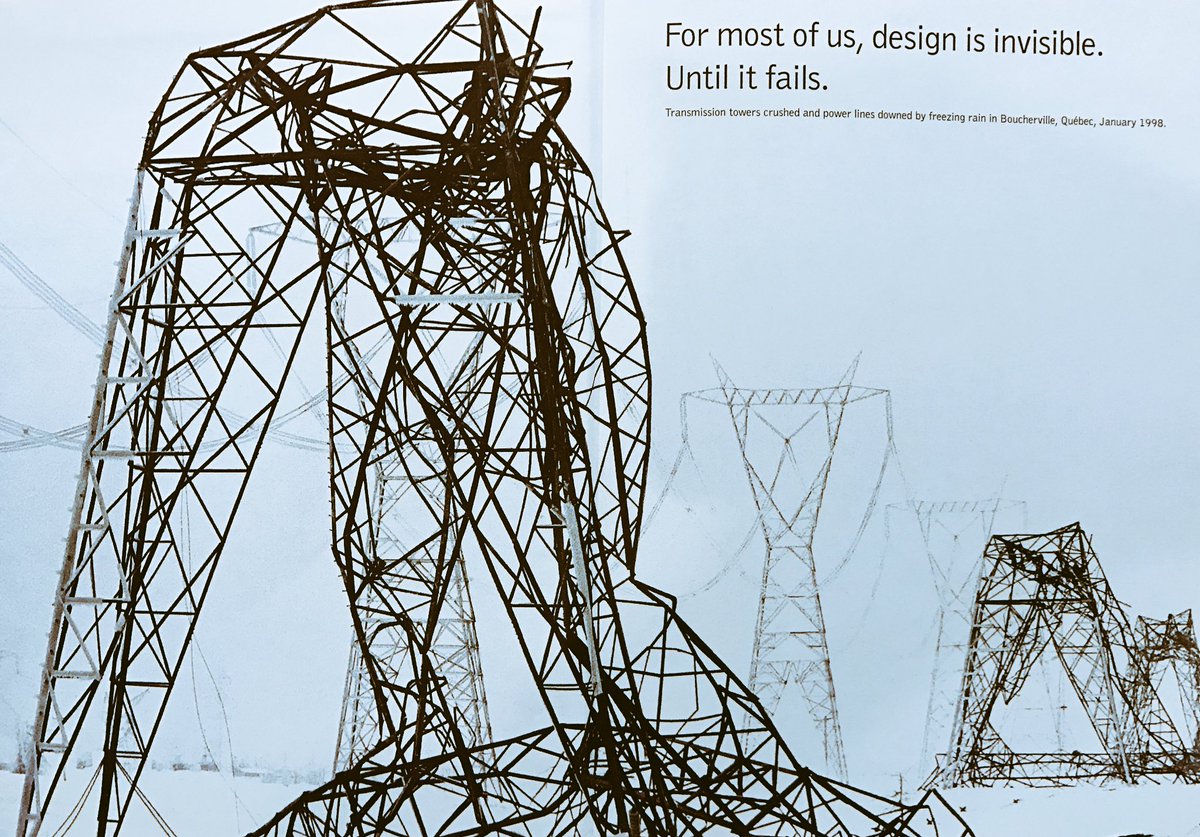 For most of us, design is invisible.
Until it fails.
Transmission towers crushed and power lines downed by freezing rain in Boucherville, Québec, January 1998.